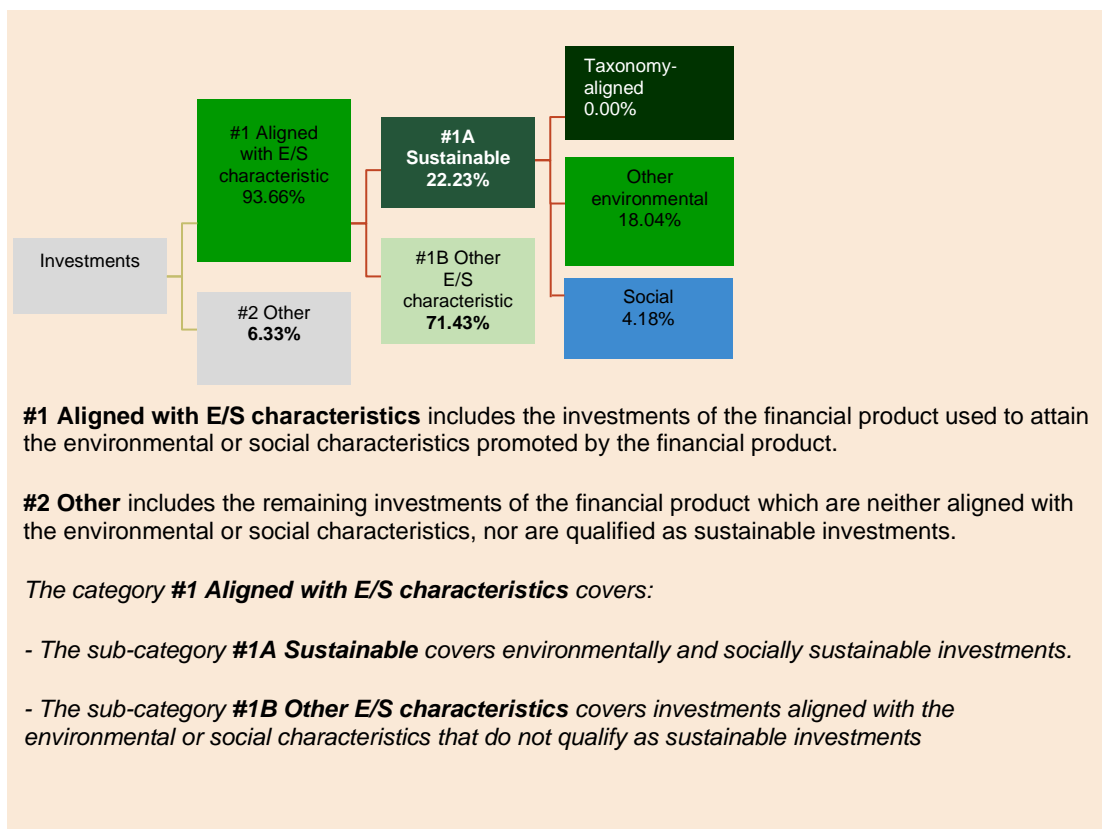 Investments
#1 Aligned
with E/S
characteristic
93.66%
#2 Other
6.33%
#1A
Sustainable
22.23%
#1B Other
E/S
characteristic
71.43%
Taxonomy-
aligned
0.00%
Other
environmental
18.04%
Social
4.18%
#1 Aligned with E/S characteristics includes the investments of the financial product used to attain
the environmental or social characteristics promoted by the financial product.
#2 Other includes the remaining investments of the financial product which are neither aligned with
the environmental or social characteristics, nor are qualified as sustainable investments.
The category #1 Aligned with E/S characteristics covers:
- The sub-category #1A Sustainable covers environmentally and socially sustainable investments.
- The sub-category #1B Other E/S characteristics covers investments aligned with the
environmental or social characteristics that do not qualify as sustainable investments